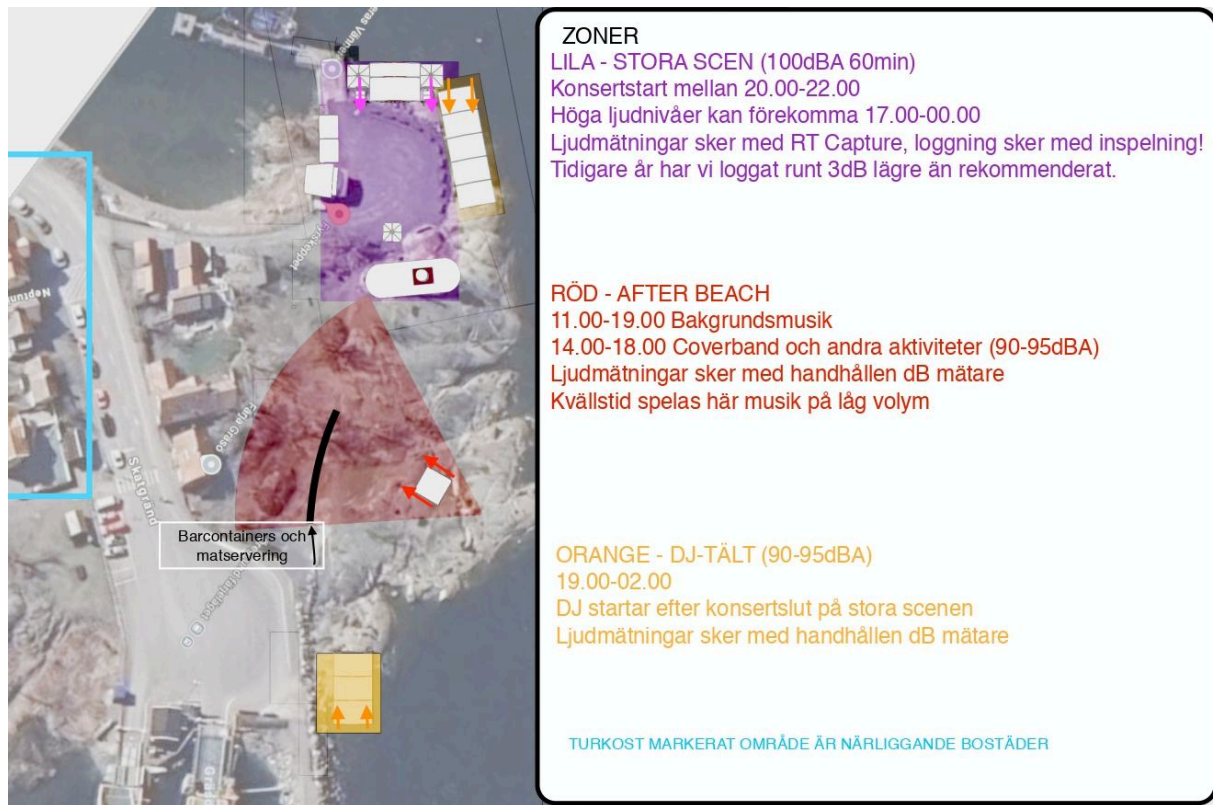 ZONER
LILA - STORA SCEN (100dBA 60min)
Konsertstart mellan 20.00-22.00
Höga ljudnivåer kan förekomma 17.00-00.00
Ljudmätningar sker med RT Capture, loggning sker med inspelning!
Tidigare år har vi loggat runt 3dB lägre än rekommenderat.
RÖD - AFTER BEACH
11.00-19.00 Bakgrundsmusik
14.00-18.00 Coverband och andra aktiviteter (90-95dBA)
Ljudmätningar sker med handhållen dB mätare
Kvällstid spelas här musik på låg volym
ORANGE - DJ-TÄLT (90-95dBA)
19.00-02.00
DJ startar efter konsertslut på stora scenen
Ljudmätningar sker med handhållen dB mätare
TURKOST MARKERAT OMRÅDE ÄR NÄRLIGGANDE BOSTÄDER
Fyrskeppet
Skatgränd
Barcontainers och
matservering